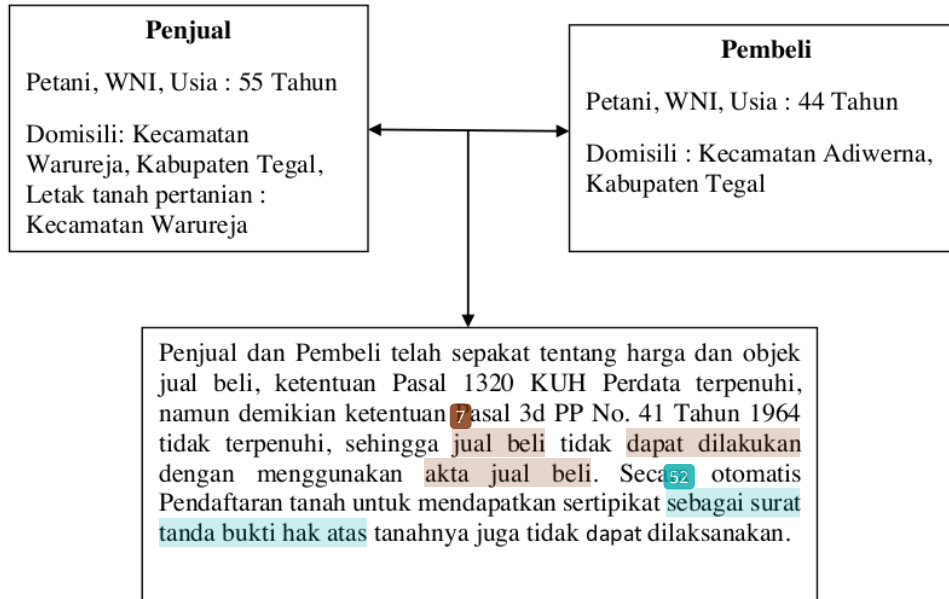 Penjual
Petani, WNI, Usia : 55 Tahun
Domisili: Kecamatan
Warureja, Kabupaten Tegal,
Letak tanah pertanian :
Kecamatan Warureja
Pembeli
Petani, WNI, Usia : 44 Tahun
Domisili : Kecamatan Adiwerna,
Kabupaten Tegal
Penjual dan Pembeli telah sepakat tentang harga dan objek
jual beli, ketentuan Pasal 1320 KUH Perdata terpenuhi,
namun demikian ketentuan 7asal 3d PP No. 41 Tahun 1964
tidak terpenuhi, sehingga jual beli tidak dapat dilakukan
dengan menggunakan akta jual beli. Seca 52 otomatis
Pendaftaran tanah untuk mendapatkan sertipikat sebagai surat
tanda bukti hak atas tanahnya juga tidak dapat dilaksanakan.